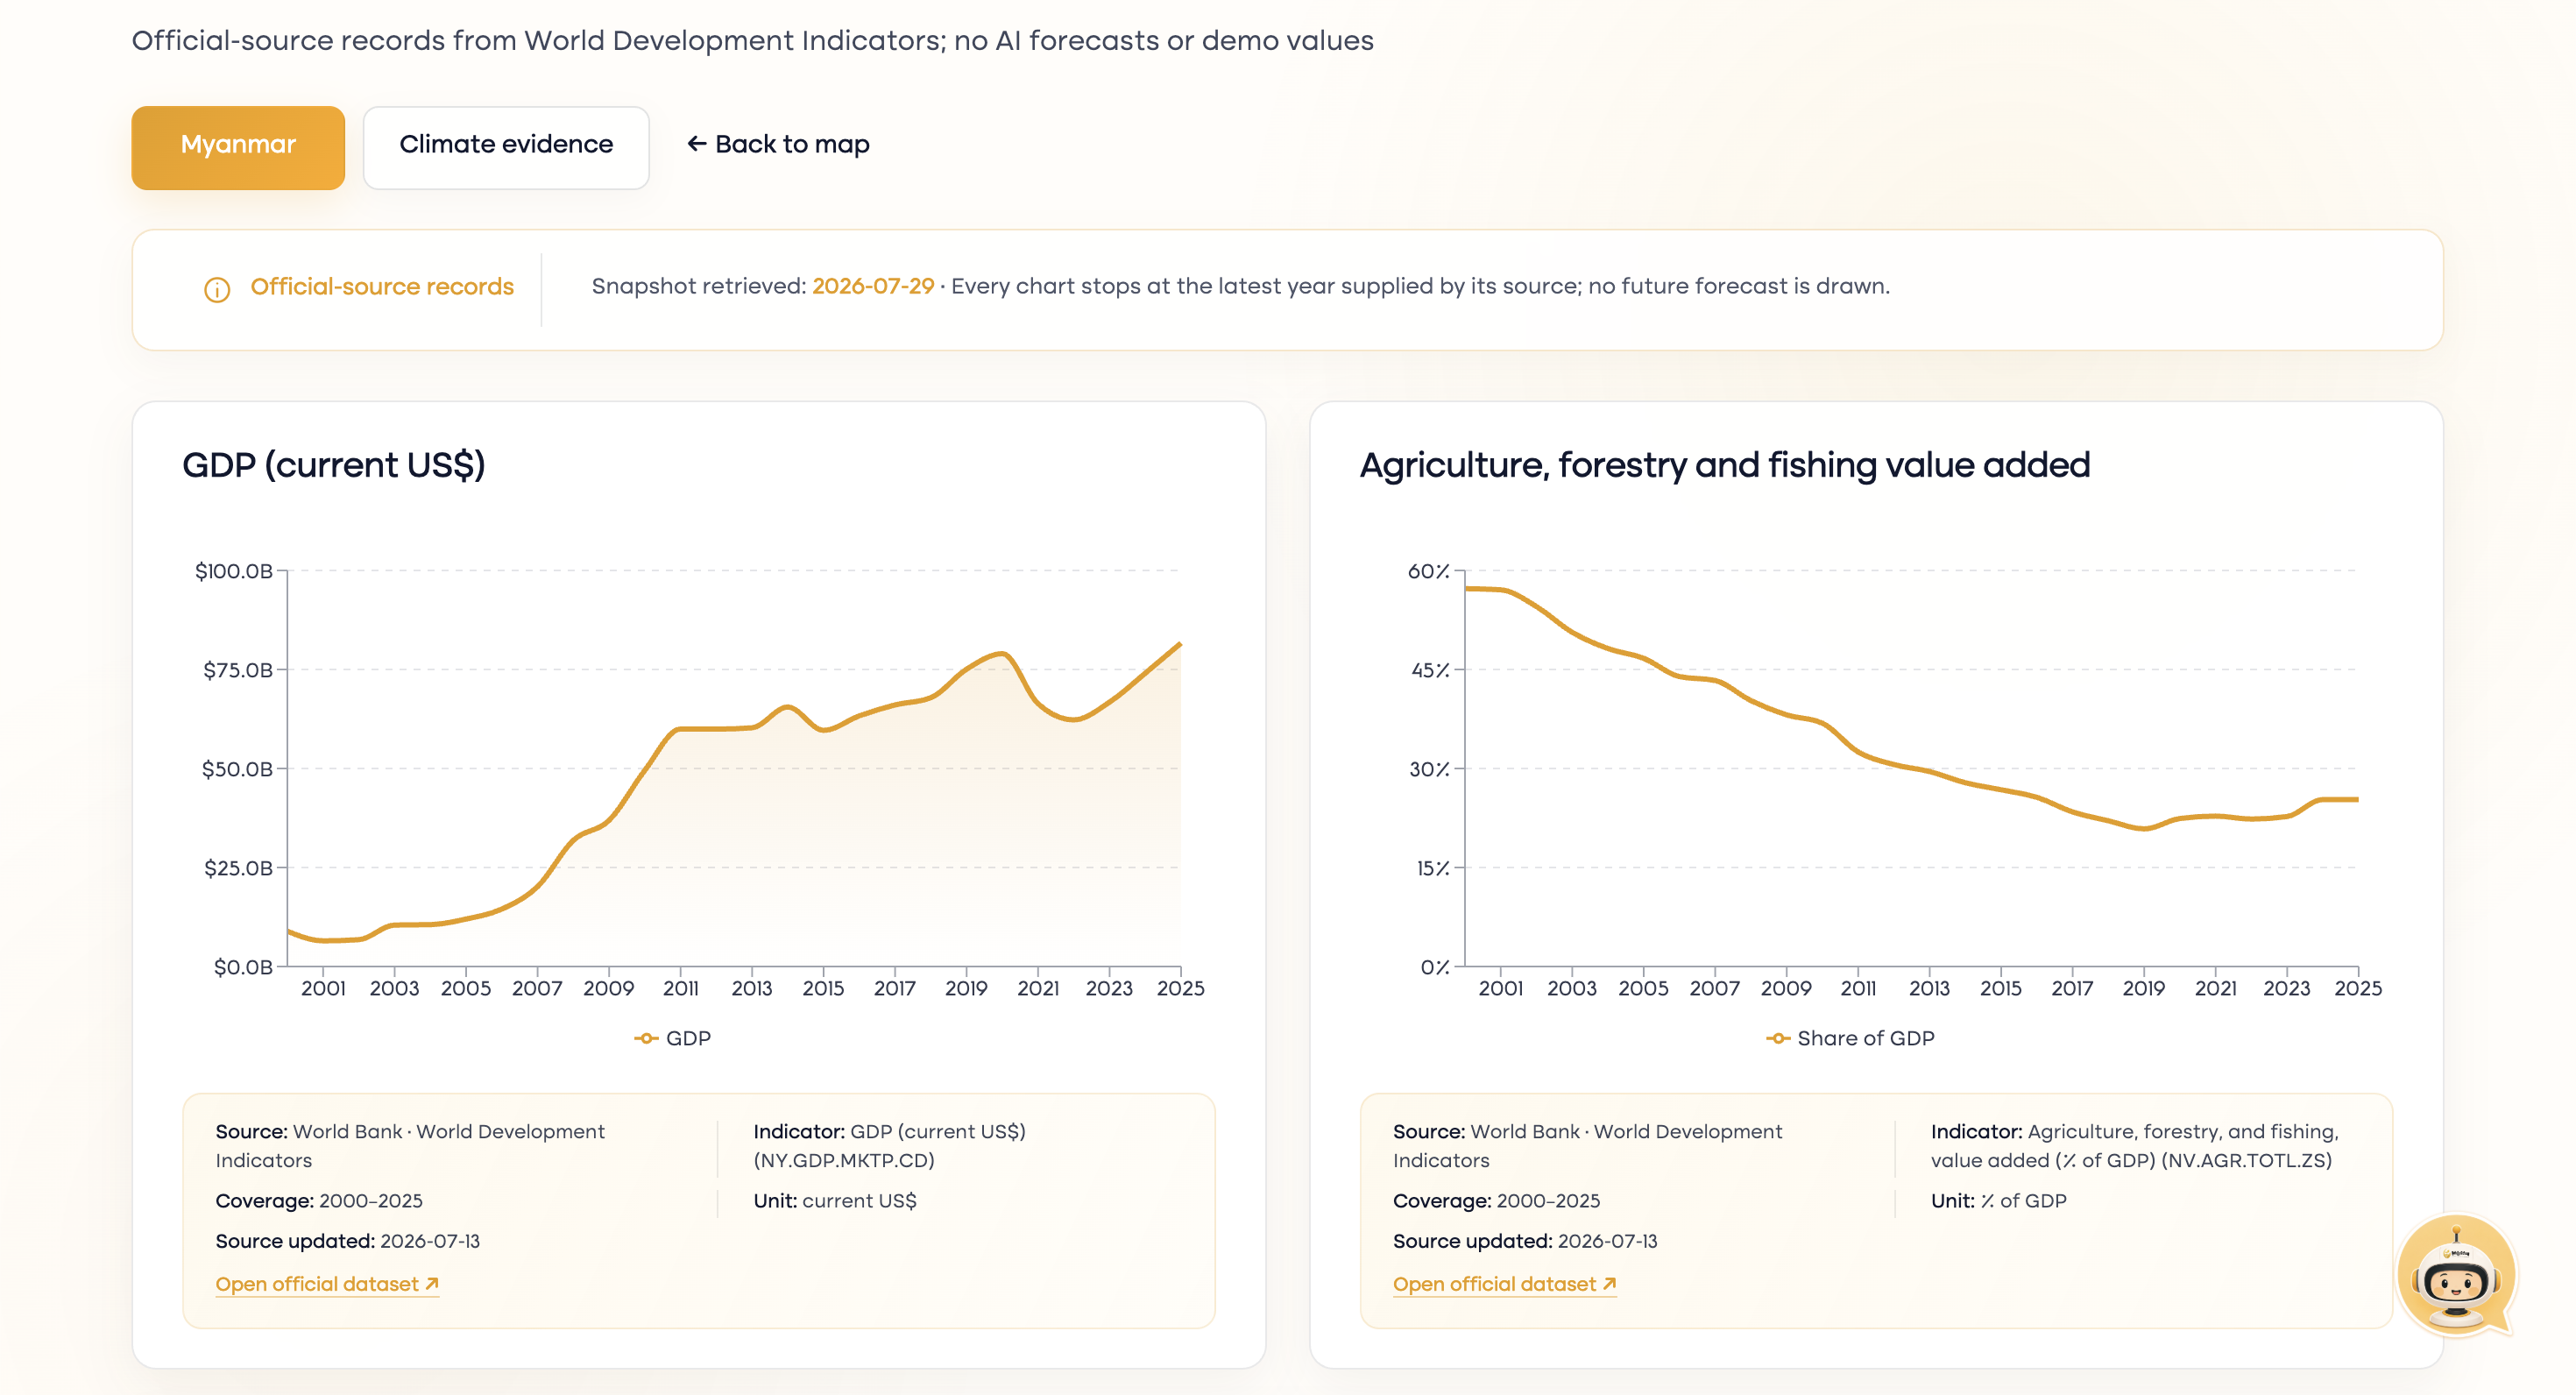 Official-source records from World Development Indicators; no AI forecasts or demo values
Myanmar
Climate evidence
← Back to map
Official-source records
Snapshot retrieved: 2026-07-29 · Every chart stops at the latest year supplied by its source; no future forecast is drawn.
GDP (current US$)
$100.0B
$75.0B
$50.0B
$25.0B
$0.0B
2001 2003 2005 2007 2009 2011 2013 2015 2017 2019 2021 2023 2025
GDP
Source: World Bank · World Development
Indicators
Indicator: GDP (current US$)
(NY.GDP.MKTP.CD)
Coverage: 2000–2025
Unit: current US$
Source updated: 2026-07-13
Open official dataset ↗
Agriculture, forestry and fishing value added
60%
45%
30%
15%
0%
2001 2003 2005 2007 2009 2011 2013 2015 2017 2019 2021 2023 2025
Share of GDP
Source: World Bank · World Development
Indicators
Indicator: Agriculture, forestry, and fishing,
value added (% of GDP) (NV.AGR.TOTL.ZS)
Coverage: 2000–2025
Unit: % of GDP
Source updated: 2026-07-13
Open official dataset ↗